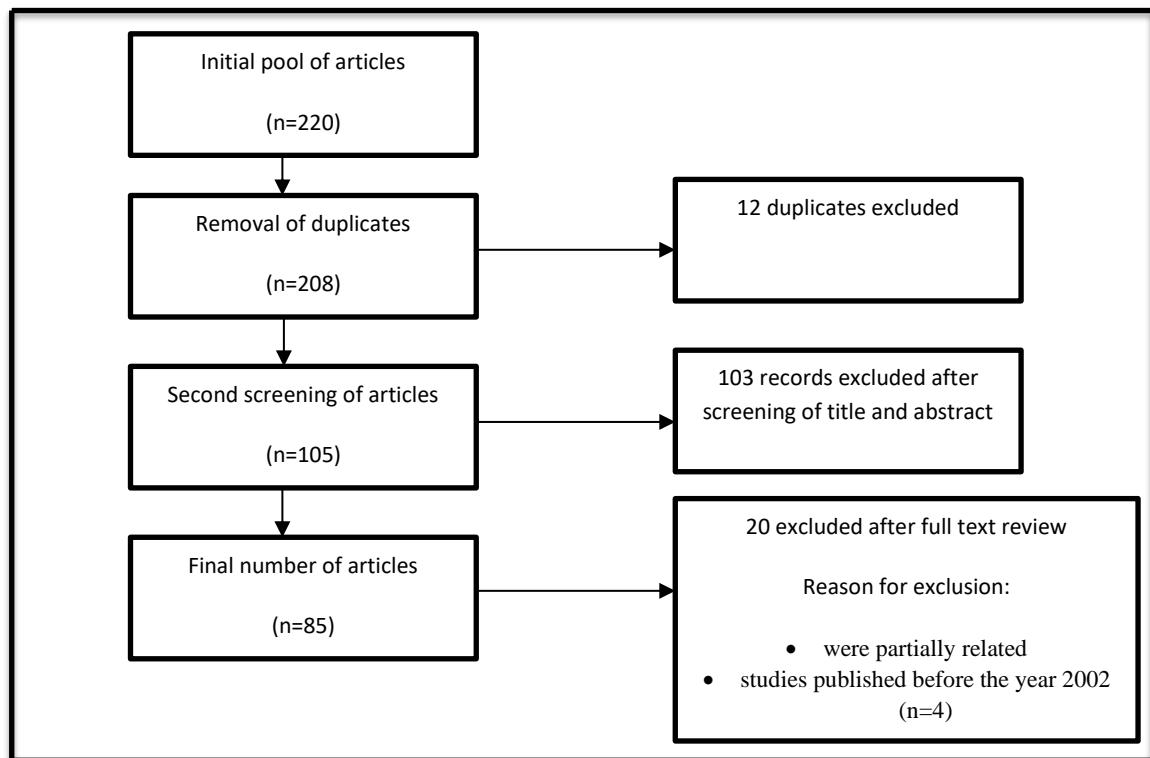 Initial pool of articles
(n=220)
Removal of duplicates
(n=208)
12 duplicates excluded
Second screening of articles
(n=105)
103 records excluded after
screening of title and abstract
Final number of articles
(n=85)
20 excluded after full text review
Reason for exclusion:
• were partially related
• studies published before the year 2002
(n=4)